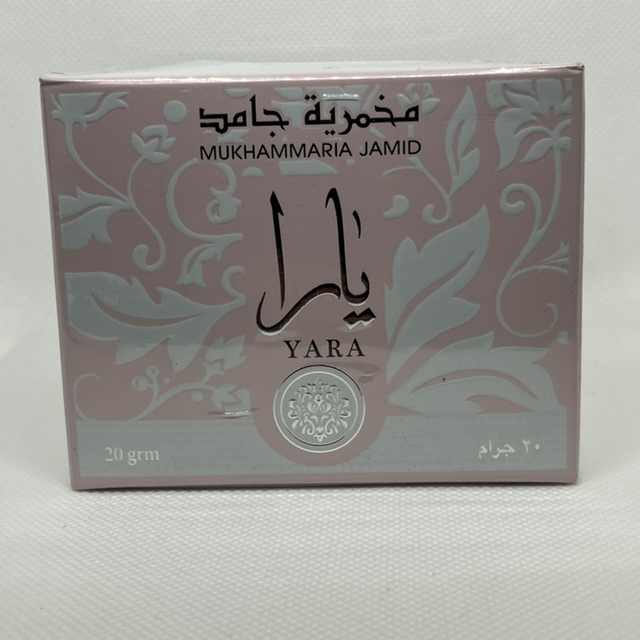 مخمرية جامد
MUKHAMMARIA JAMID
يارا
YARA
20 grm
٢٠ جرام